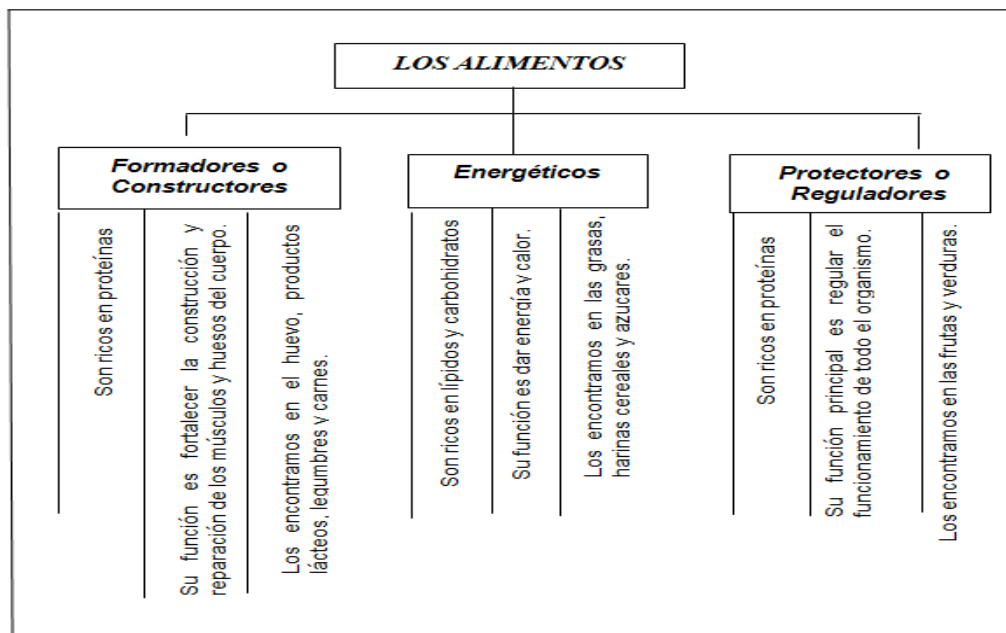 LOS ALIMENTOS
Formadores o
Constructores
Son ricos en proteínas
Su función es fortalecer la construcción y
reparación de los músculos y huesos del cuerpo.
Los encontramos en el huevo, productos
lácteos, legumbres y carnes.
Energéticos
Son ricos en lípidos y carbohidratos
Su función es dar energía y calor.
Los encontramos en las grasas,
harinas cereales y azucares.
Protectores o
Reguladores
Son ricos en proteínas
Su función principal es regular el
funcionamiento de todo el organismo.
Los encontramos en las frutas y verduras.